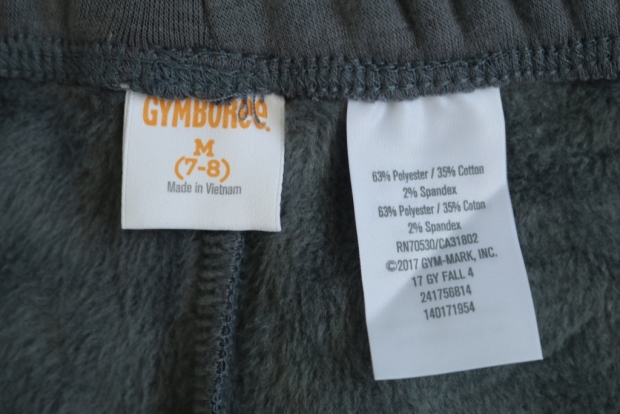 GYMBOREE.
M
(7-8)
Made in Vietnam
63% Polyester / 35% Cotton
2% Spandex
63% Polyester / 35% Coton
2% Spandex
RN70530/CA31802
©2017 GYM-MARK, INC.
17 GY FALL 4
241756814
140171954